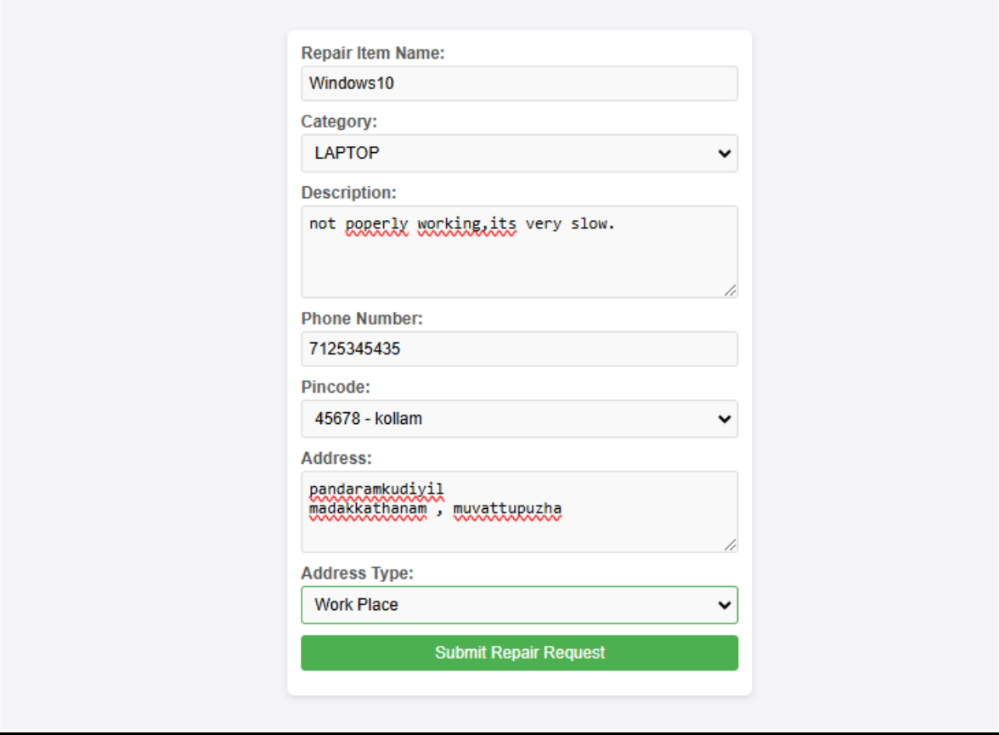 Repair Item Name:
Windows10
Category:
LAPTOP
Description:
not poperly working,its very slow.
Phone Number:
7125345435
Pincode:
45678 - kollam
Address:
pandaramkudiyil
madakkathanam , muvattupuzha
Address Type:
Work Place
Submit Repair Request